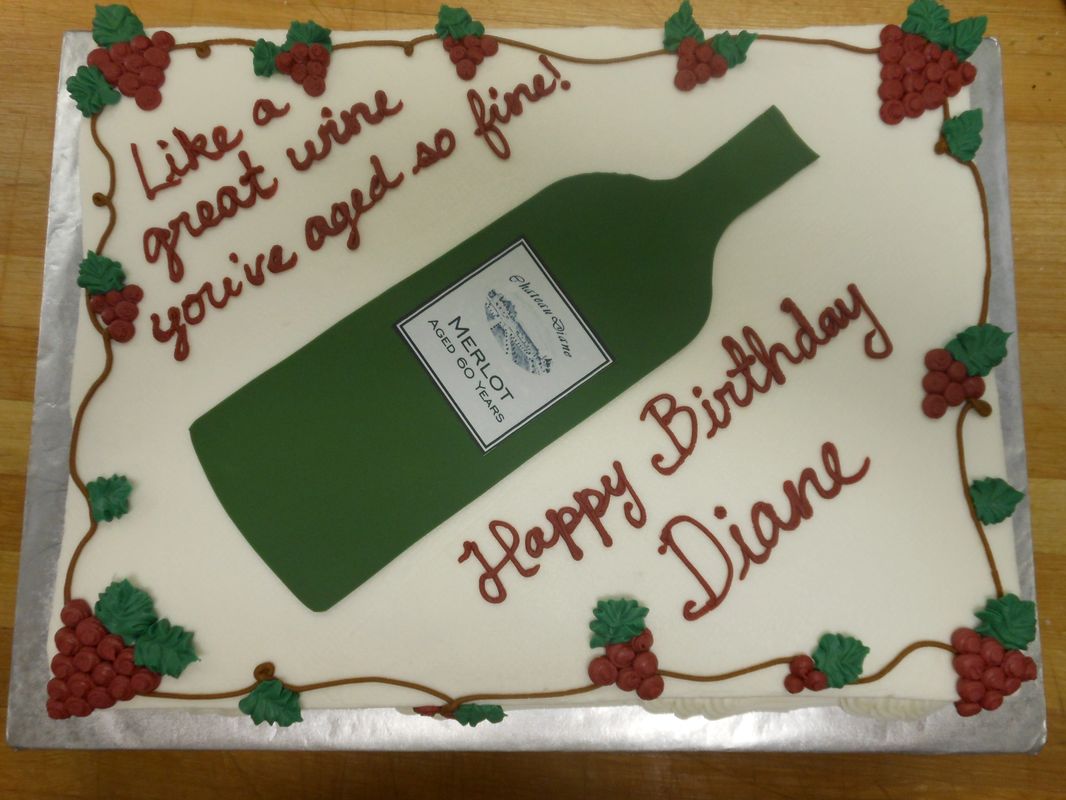 Like a
great wine
you've aged so fine!
Chateau Diane
MERLOT
AGED 60 YEARS
Happy Birthday
Diane